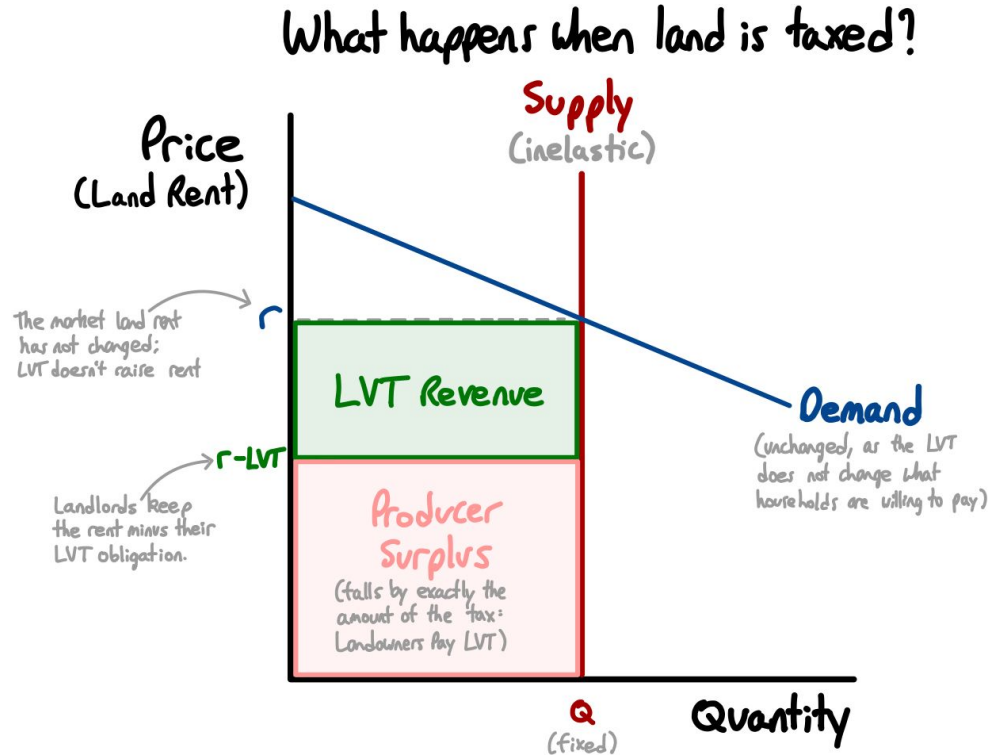 What happens when land is taxed?
Supply
(inelastic)
Price
(Land Rent)
r
The market land rent
has not changed;
LVT doesn't raise rent
LVT Revenue
Demand
(unchanged, as the LVT
does not change what
households are willing to pay)
r-LVT
Landlords keep
the rent minus their
LVT obligation.
Producer
Surplus
(falls by exactly the
amount of the tax:
Landowners Pay LVT)
Q
(fixed)
Quantity